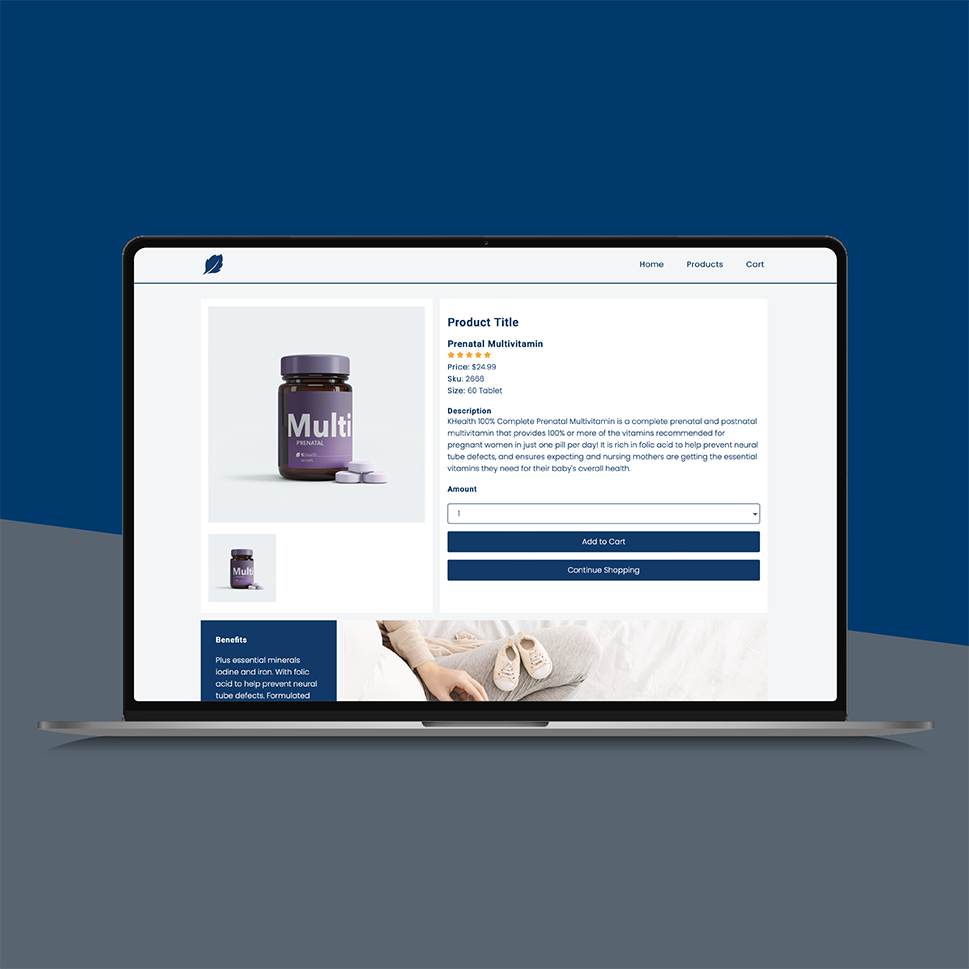 Home Products Cart
Multi
PRENATAL
Product Title
Prenatal Multivitamin
Price: $24.99
Sku: 2666
Size: 60 Tablet
Description
KHealth 100% Complete Prenatal Multivitamin is a complete prenatal and postnatal
multivitamin that provides 100% or more of the vitamins recommended for
pregnant women in just one pill per day! It is rich in folic acid to help prevent neural
tube defects, and ensures expecting and nursing mothers are getting the essential
vitamins they need for their baby's overall health.
Amount
1
Add to Cart
Continue Shopping
Multi
Benefits
Plus essential minerals
iodine and iron. With folic
acid to help prevent neural
tube defects. Formulated